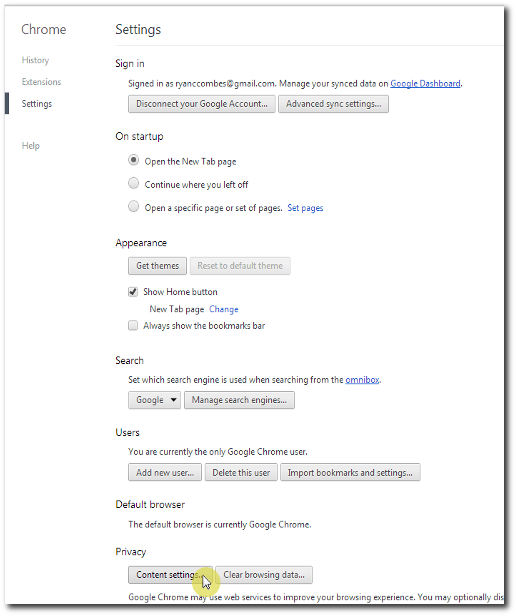 Chrome
Settings
History
Extensions
Settings
Help
Sign in
Signed in as ryanccombes@gmail.com. Manage your synced data on Google Dashboard.
Disconnect your Google Account... Advanced sync settings...
On startup
Open the New Tab page
Continue where you left off
Open a specific page or set of pages. Set pages
Appearance
Get themes Reset to default theme
Show Home button
New Tab page Change
Always show the bookmarks bar
Search
Set which search engine is used when searching from the omnibox.
Google Manage search engines...
Users
You are currently the only Google Chrome user.
Add new user... Delete this user Import bookmarks and settings...
Default browser
The default browser is currently Google Chrome.
Privacy
Content settings... Clear browsing data...
Google Chrome may use web services to improve your browsing experience. You may optionally dis